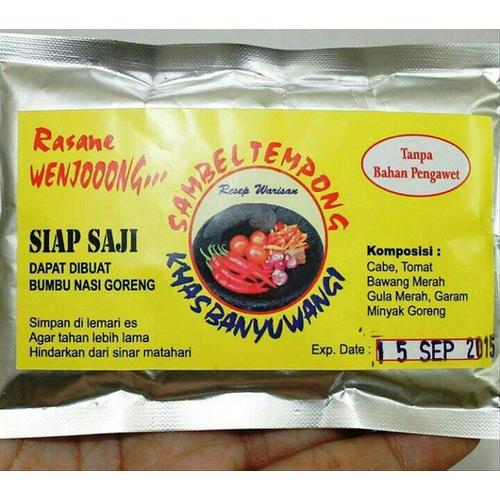 Rasane
WENJOOONG,,,
SIAP SAJI
DAPAT DIBUAT
BUMBU NASI GORENG
Simpan di lemari es
Agar tahan lebih lama
Hindarkan dari sinar matahari
SAMBEL TEMPONG
Resep Warisan
KHAS BANYUWANGI
Tanpa
Bahan Pengawet
Komposisi :
Cabe, Tomat
Bawang Merah
Gula Merah, Garam
Minyak Goreng
Exp. Date : 15 SEP 2015